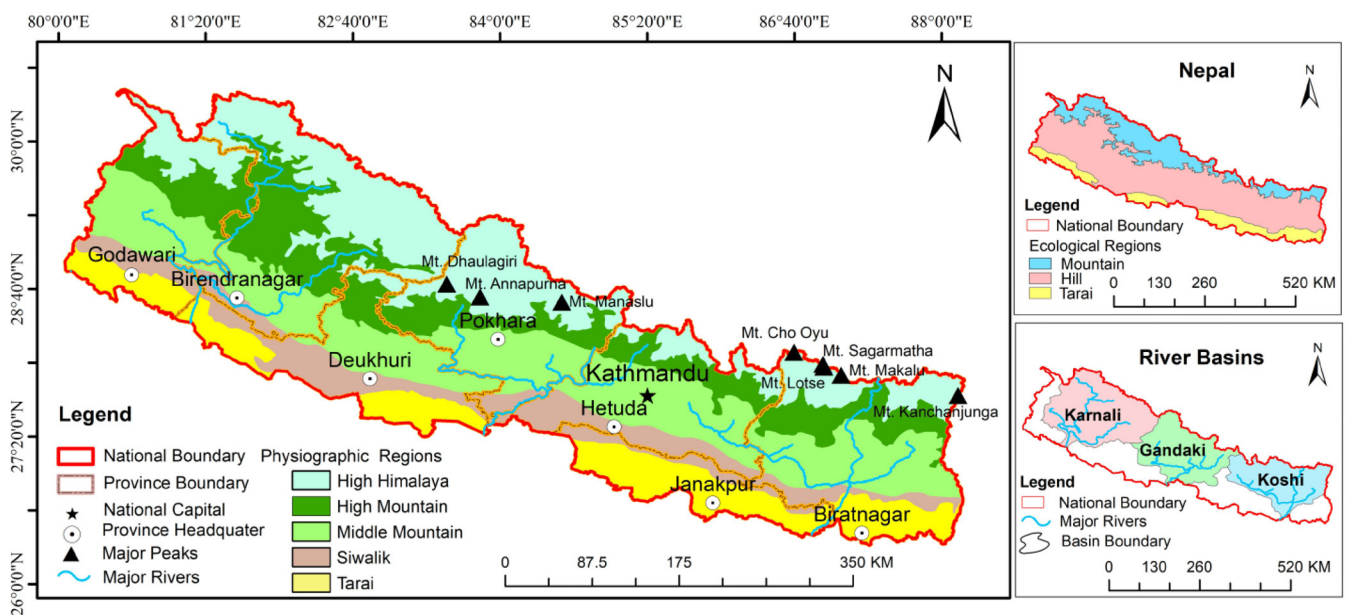 80°0'0"E
81°20'0"E
82°40'0"E
84°0'0"E
85°20'0"E
86°40'0"E
88°0'0"E
30°0'0"N
28°40'0"N
27°20'0"N
26°0'0"N
N
Godawari
Birendranagar
Mt. Dhaulagiri
Mt. Annapurna
Mt. Manaslu
Pokhara
Deukhuri
Kathmandu
Hetuda
Mt. Cho Oyu
Mt. Sagarmatha
Mt. Lotse
Mt. Makalu
Mt. Kanchanjunga
Janakpur
Biratnagar
Legend
National Boundary
Province Boundary
National Capital
Province Headquater
Major Peaks
Major Rivers
Physiographic Regions
High Himalaya
High Mountain
Middle Mountain
Siwalik
Tarai
0 87.5 175 350 KM
Nepal
N
Legend
National Boundary
Ecological Regions
Mountain
Hill
Tarai
0 130 260 520 KM
River Basins
N
Karnali
Gandaki
Koshi
Legend
National Boundary
Major Rivers
Basin Boundary
0 130 260 520 KM